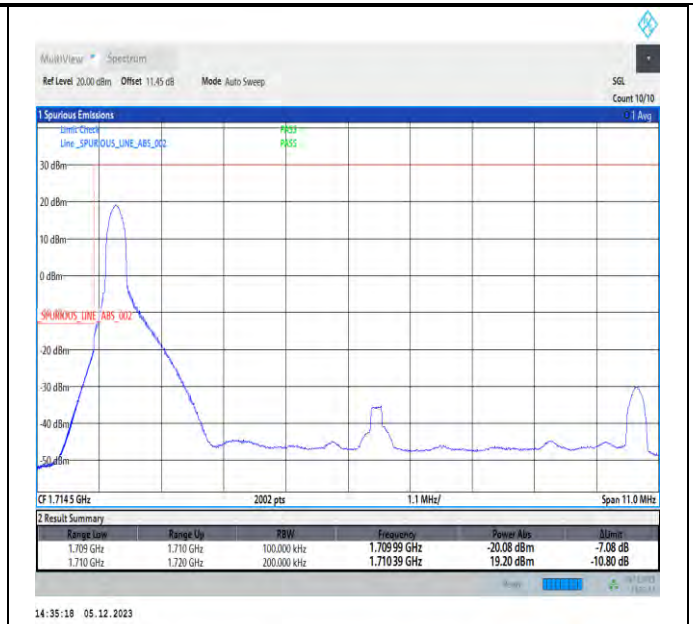 MultiView Spectrum
Ref Level 20.00 dBm Offset 11.45 dB Mode Auto Sweep SGL
Count 10/10
1 Spurious Emissions 1 Avg
Limit Check PASS
Line _SPURIOUS_LINE_ABS_002 PASS
30 dBm
20 dBm
10 dBm
0 dBm
_SPURIOUS_LINE_ABS_002
-20 dBm
-30 dBm
-40 dBm
-50 dBm
CF 1.7145 GHz 2002 pts 1.1 MHz/ Span 11.0 MHz
2 Result Summary
Range Low Range Up RBW Frequency Power Abs ΔLimit
1.709 GHz 1.710 GHz 100.000 kHz 1.70999 GHz -20.08 dBm -7.08 dB
1.710 GHz 1.720 GHz 200.000 kHz 1.71039 GHz 19.20 dBm -10.80 dB
14:35:18 05.12.2023